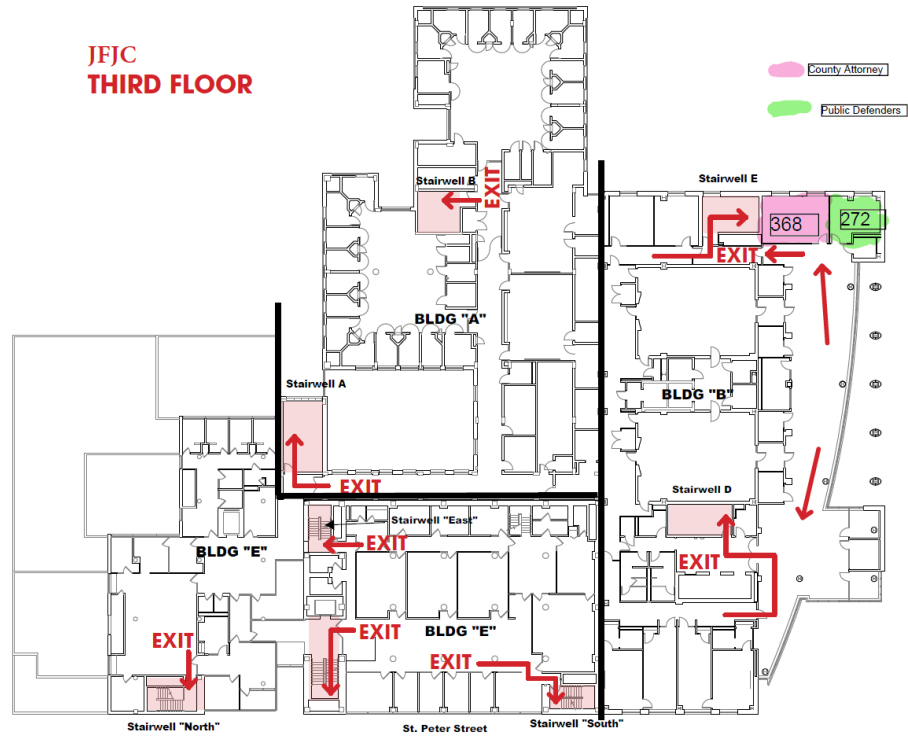 JFJC
THIRD FLOOR
County Attorney
Public Defenders
Stairwell B
EXIT
Stairwell E
368
272
EXIT
BLDG "A"
Stairwell A
BLDG "B"
EXIT
Stairwell D
Stairwell "East"
EXIT
BLDG "E"
EXIT
EXIT
EXIT
BLDG "E"
EXIT
Stairwell "North"
St. Peter Street
Stairwell "South"